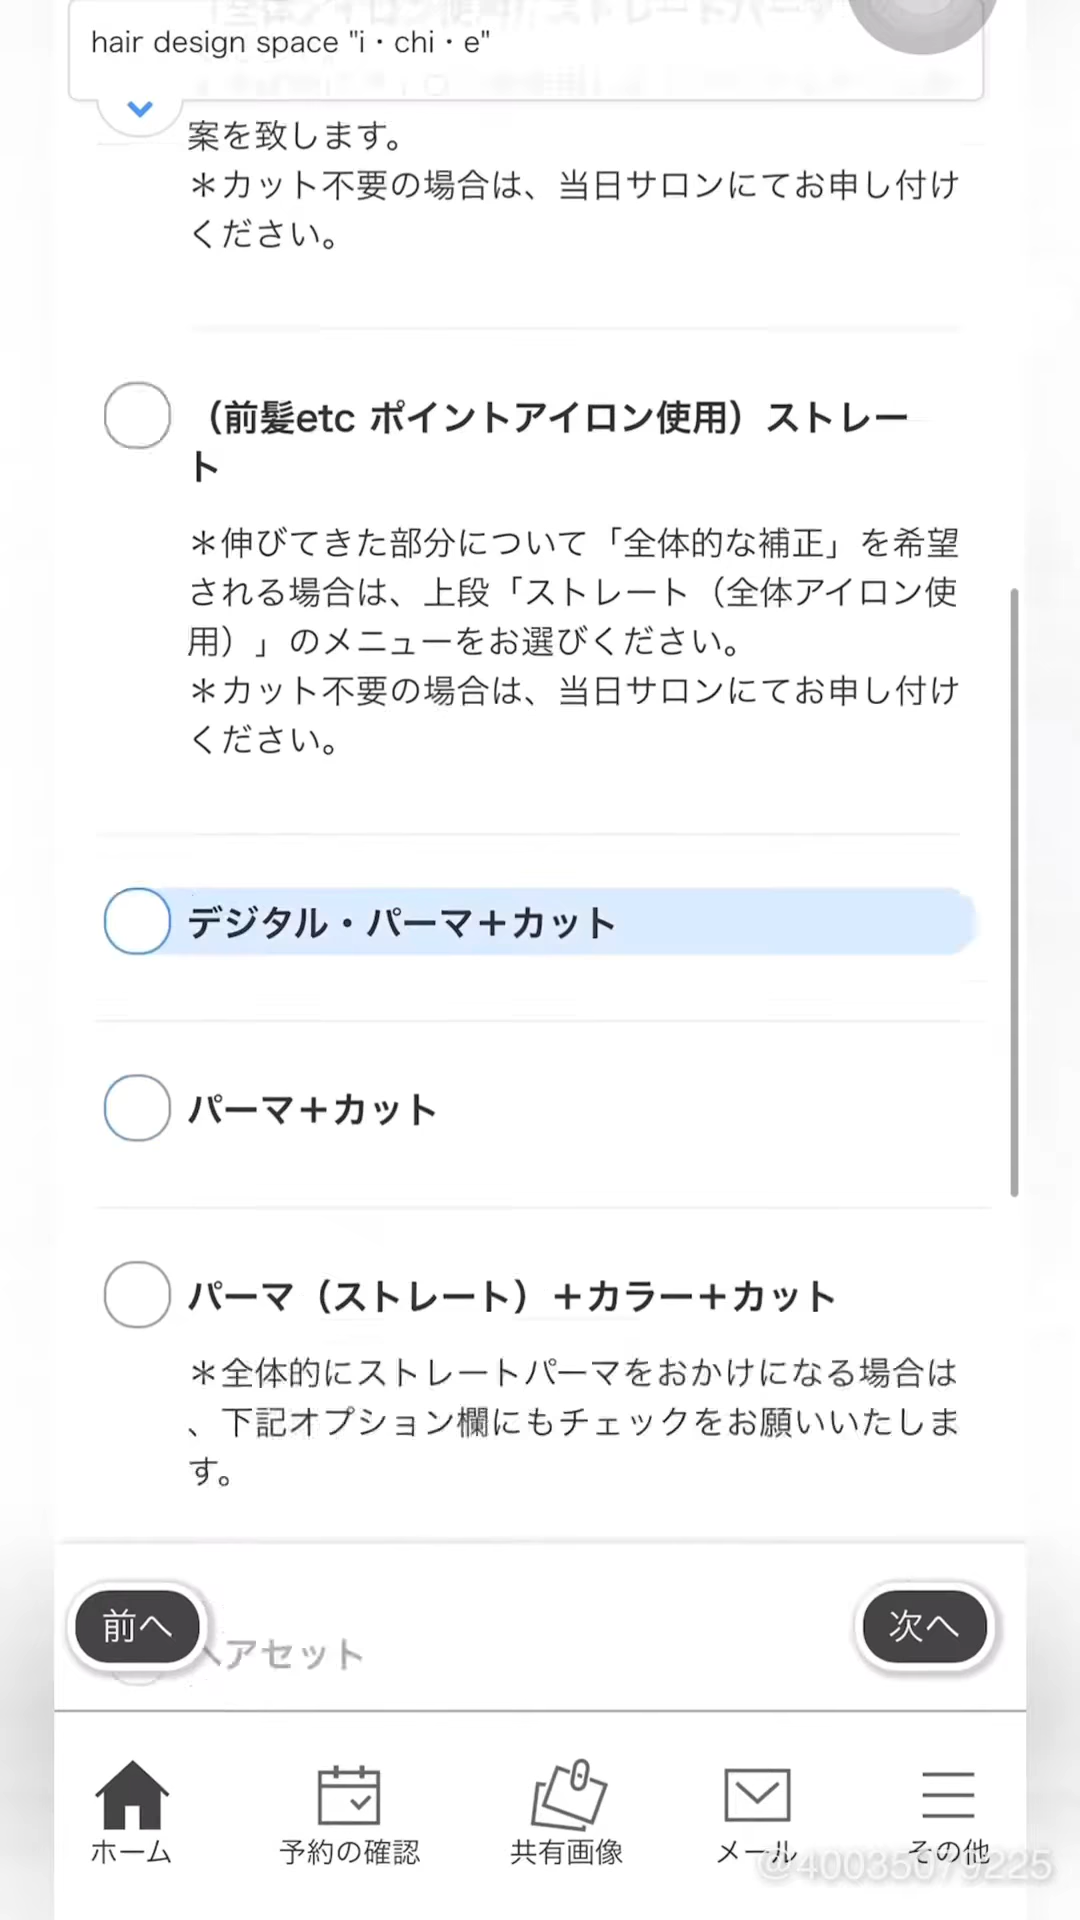 hair design space "i・chi・e"
案を致します。
＊カット不要の場合は、当日サロンにてお申し付け
ください。
（前髪etc ポイントアイロン使用）ストレー
ト
＊伸びてきた部分について「全体的な補正」を希望
される場合は、上段「ストレート（全体アイロン使
用）」のメニューをお選びください。
＊カット不要の場合は、当日サロンにてお申し付け
ください。
デジタル・パーマ＋カット
パーマ＋カット
パーマ（ストレート）＋カラー＋カット
＊全体的にストレートパーマをおかけになる場合は
、下記オプション欄にもチェックをお願いいたしま
す。
前へ
次へ
ヘアセット
ホーム
予約の確認
共有画像
メール
その他
@40035079225